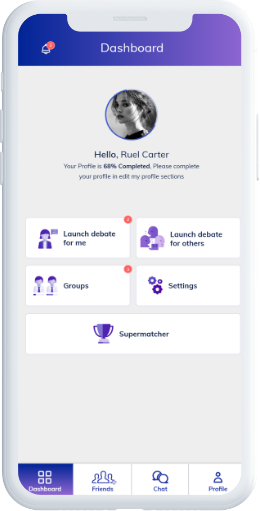 Dashboard
Hello, Ruel Carter
Your Profile is 68% Completed. Please complete
your profile in edit my profile sections
Launch debate
for me
Launch debate
for others
Groups
Settings
Supermatcher
Dashboard
Friends
Chat
Profile